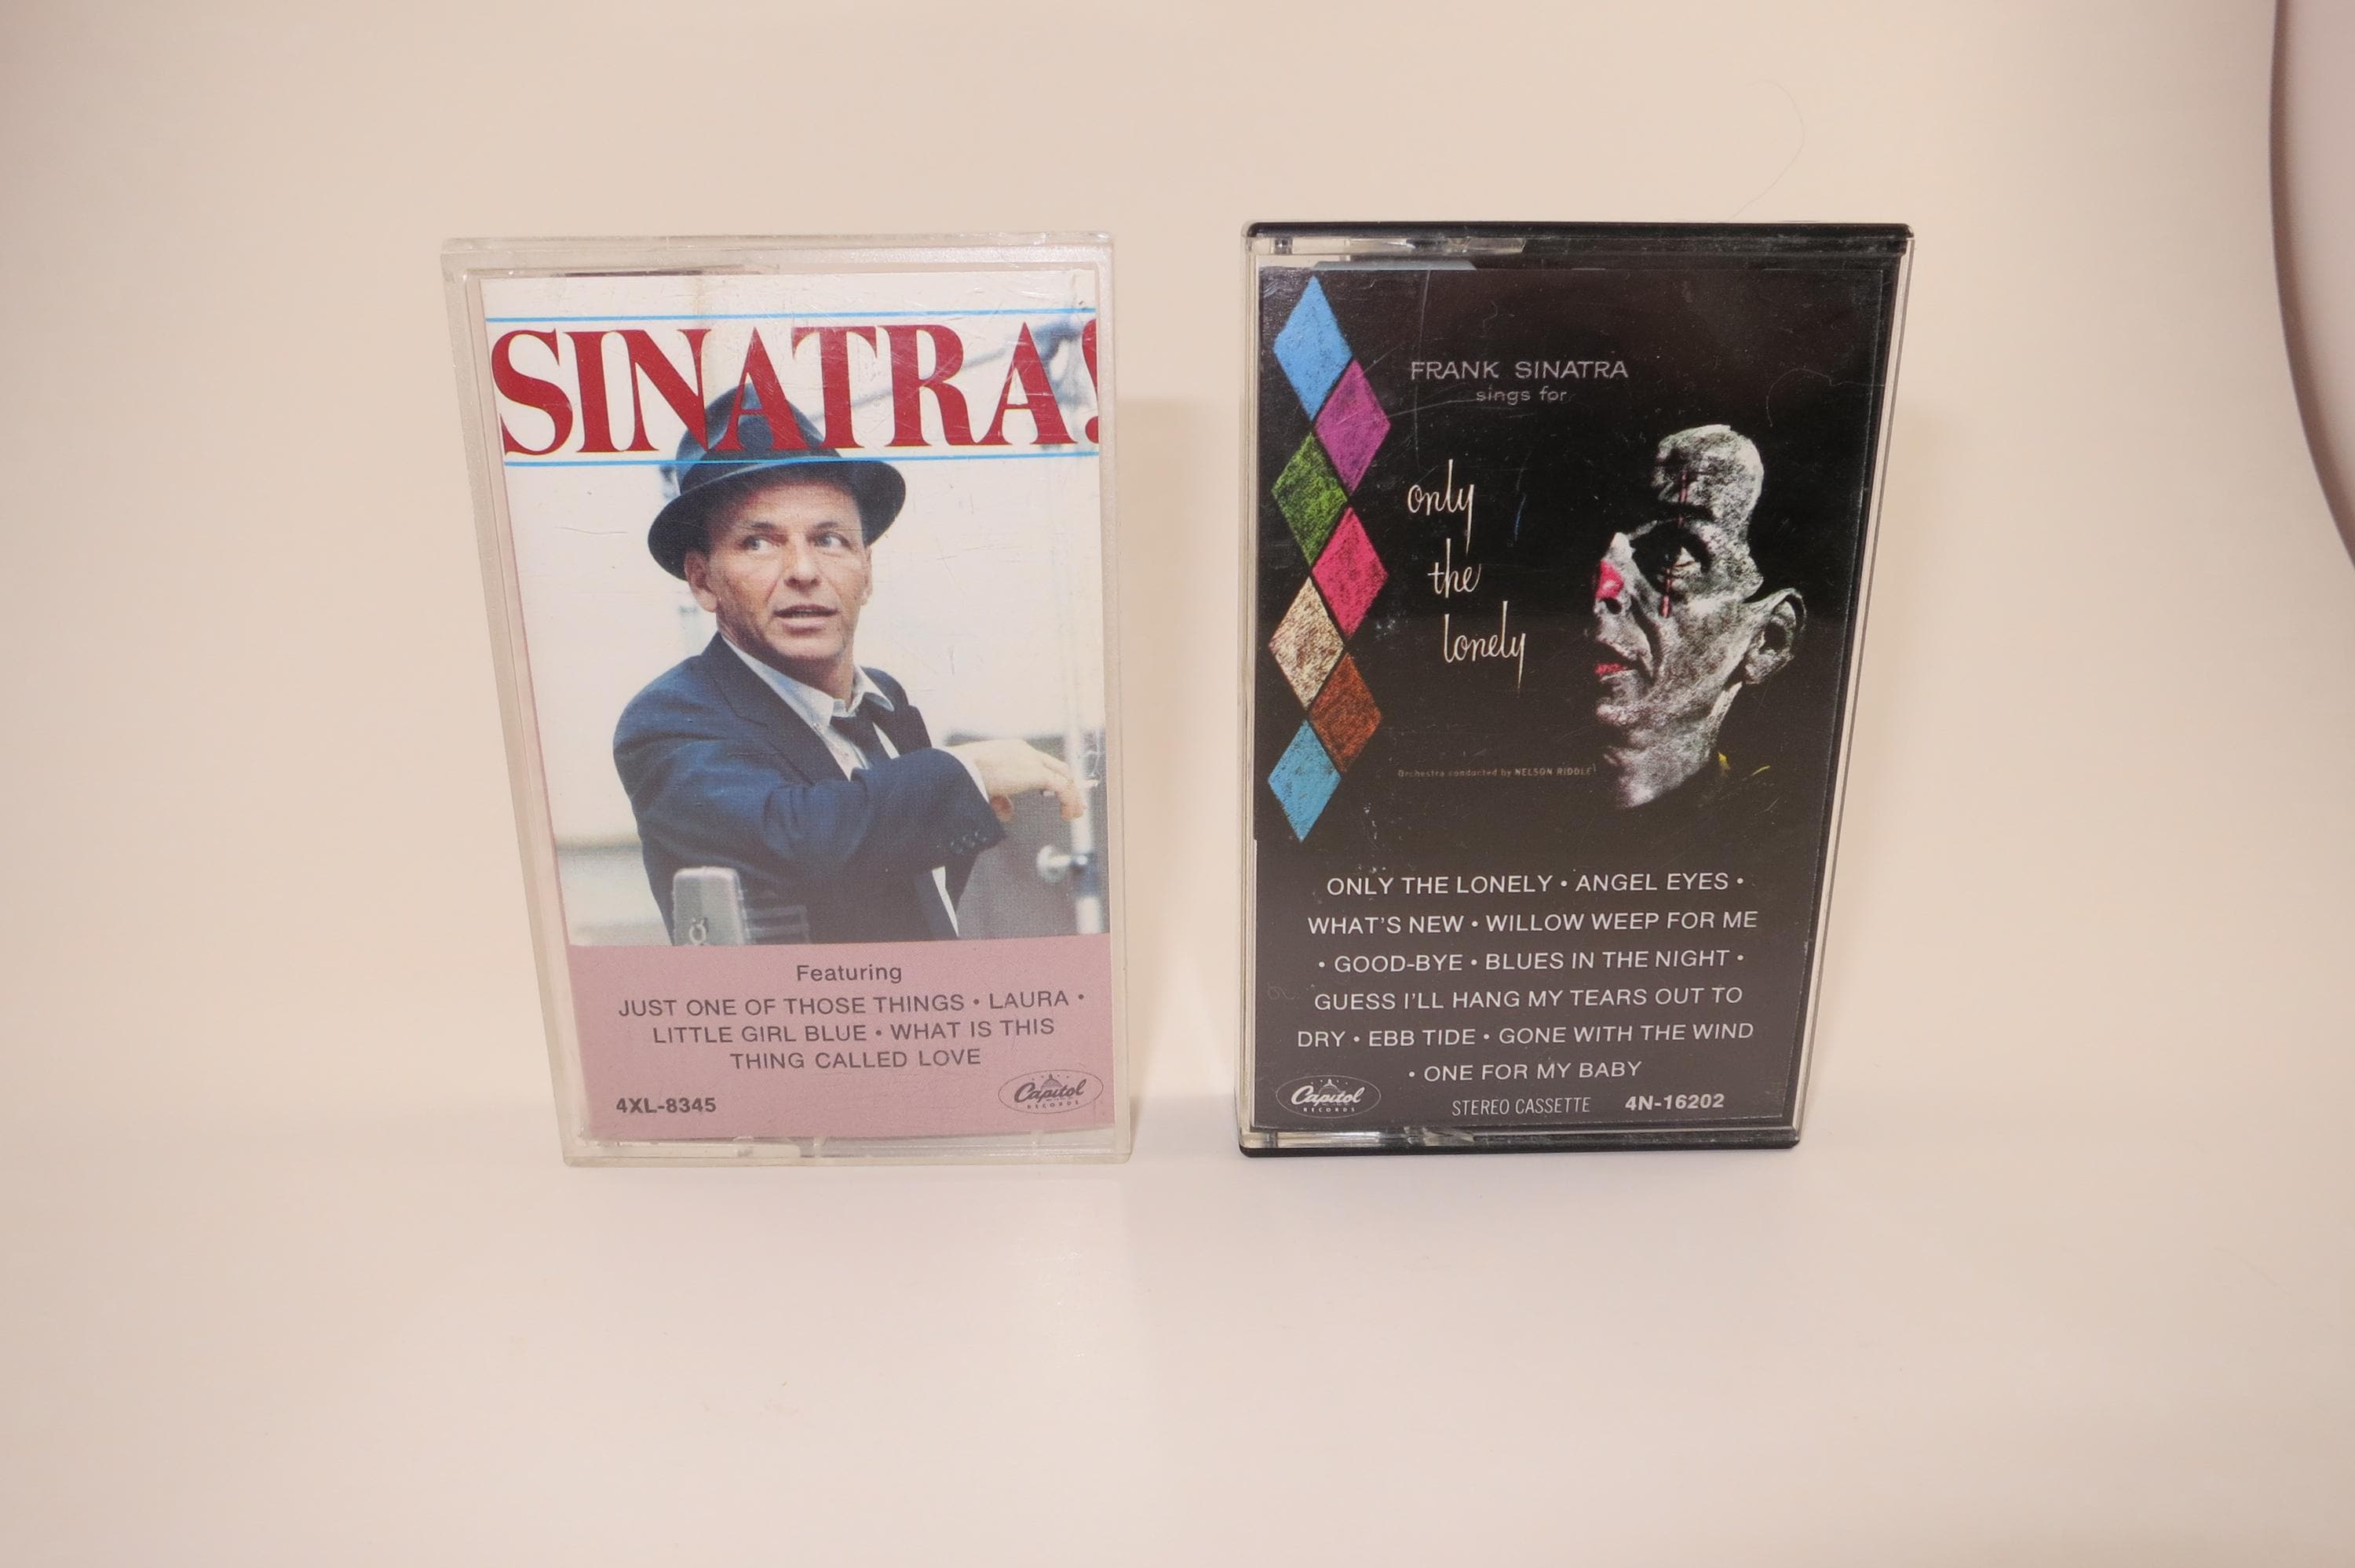 SINATRA!
Featuring
JUST ONE OF THOSE THINGS • LAURA •
LITTLE GIRL BLUE • WHAT IS THIS
THING CALLED LOVE
4XL-8345
Capitol
RECORDS
FRANK SINATRA
sings for
only
the
lonely
Orchestra conducted by NELSON RIDDLE
ONLY THE LONELY • ANGEL EYES •
WHAT'S NEW • WILLOW WEEP FOR ME
• GOOD-BYE • BLUES IN THE NIGHT •
GUESS I'LL HANG MY TEARS OUT TO
DRY • EBB TIDE • GONE WITH THE WIND
• ONE FOR MY BABY
Capitol
RECORDS
STEREO CASSETTE 4N-16202